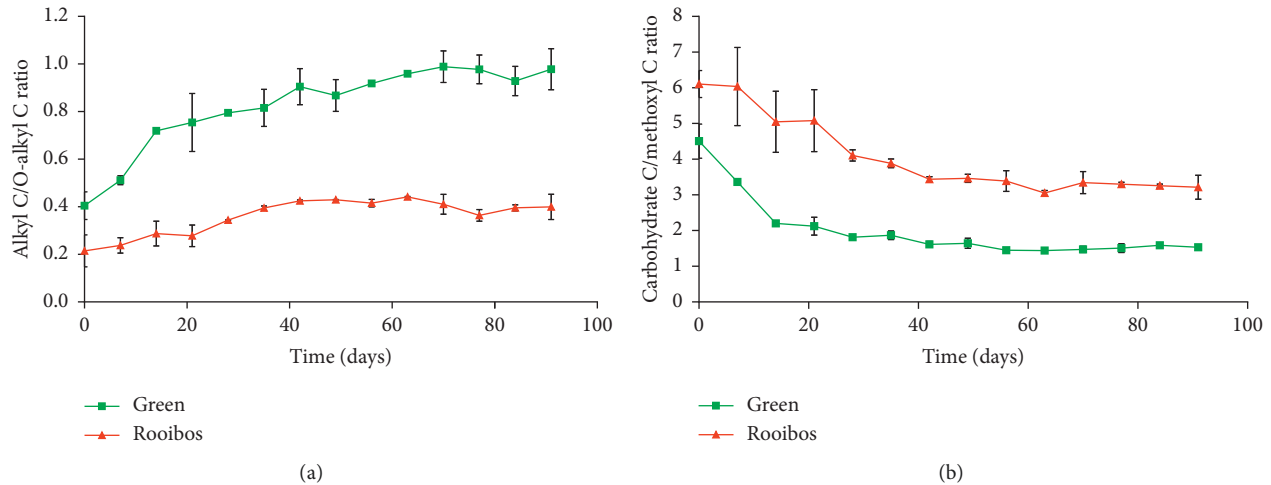 Alkyl C/O-alkyl C ratio
1.2
1.0
0.8
0.6
0.4
0.2
0.0
0 20 40 60 80 100
Time (days)
Green
Rooibos
(a)
Carbohydrate C/methoxyl C ratio
8
7
6
5
4
3
2
1
0
0 20 40 60 80 100
Time (days)
Green
Rooibos
(b)